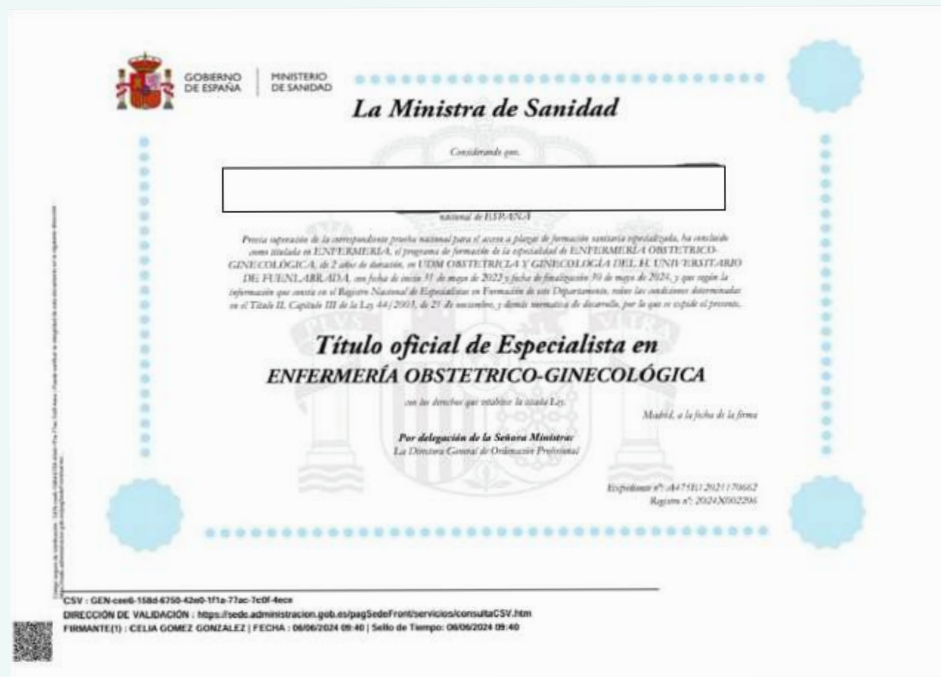 GOBIERNO
DE ESPAÑA
MINISTERIO
DE SANIDAD
La Ministra de Sanidad
Considerando que,
nacional de ESPAÑA
Previa superación de la correspondiente prueba nacional para el acceso a plazas de formación sanitaria especializada, ha concluido
como titulada en ENFERMERÍA, el programa de formación de la especialidad de ENFERMERÍA OBSTETRICO-
GINECOLÓGICA, de 2 años de duración, en UDM OBSTETRICIA Y GINECOLOGÍA DEL H. UNIVERSITARIO
DE FUENLABRADA, con fecha de inicio 31 de mayo de 2022 y fecha de finalización 30 de mayo de 2024, y que según la
información que consta en el Registro Nacional de Especialistas en Formación de este Departamento, reúne las condiciones determinadas
en el Título II, Capítulo III de la Ley 44/2003, de 21 de noviembre, y demás normativa de desarrollo, por lo que se expide el presente,
PLVS VLTRA
Título oficial de Especialista en
ENFERMERÍA OBSTETRICO-GINECOLÓGICA
con los derechos que establece la citada Ley.
Madrid, a la fecha de la firma
Por delegación de la Señora Ministra:
La Directora General de Ordenación Profesional
Expediente nº:
Registro nº: 2024X002206
CSV : GEN-cee6-158d-6750-42e0-1f1a-77ac-7c0f-4ece
DIRECCIÓN DE VALIDACIÓN : https://sede.administracion.gob.es/pagSedeFront/servicios/consultaCSV.htm
FIRMANTE(1) : CELIA GOMEZ GONZALEZ | FECHA : 06/06/2024 09:40 | Sello de Tiempo: 06/06/2024 09:40